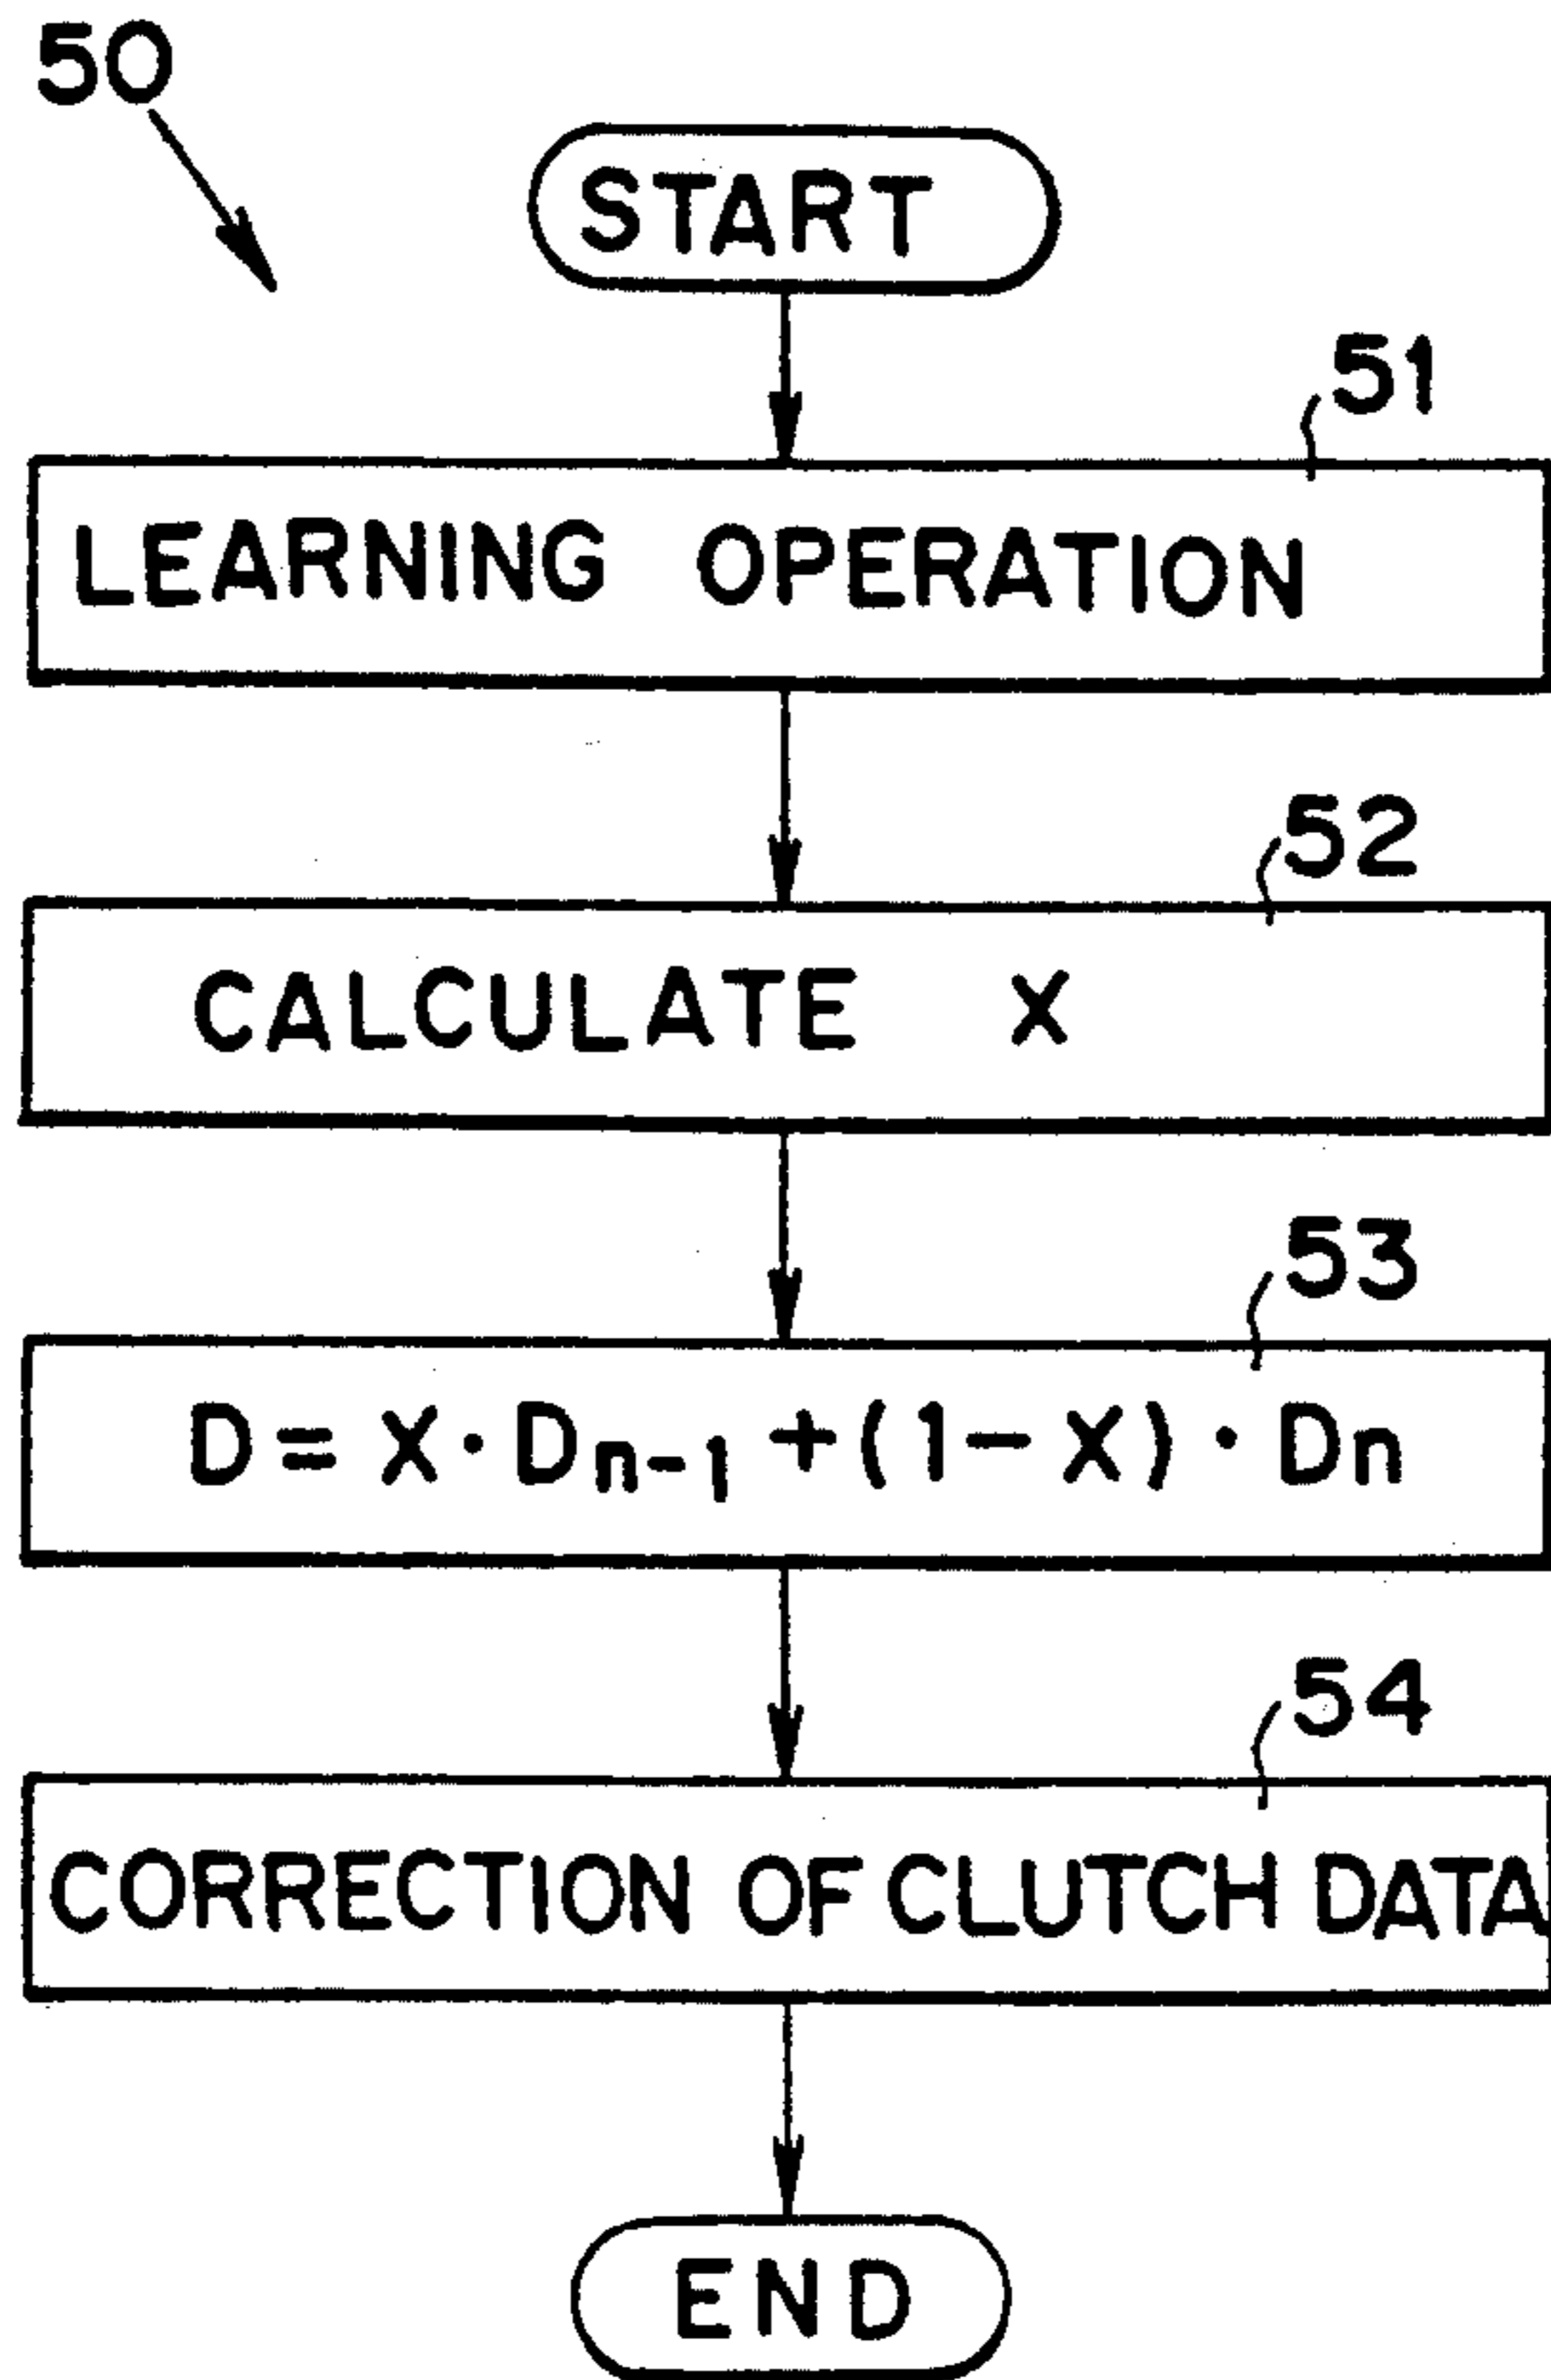 50
START
51
LEARNING OPERATION
52
CALCULATE X
53
D = X · Dn-1 + (1 - X) · Dn
54
CORRECTION OF CLUTCH DATA
END